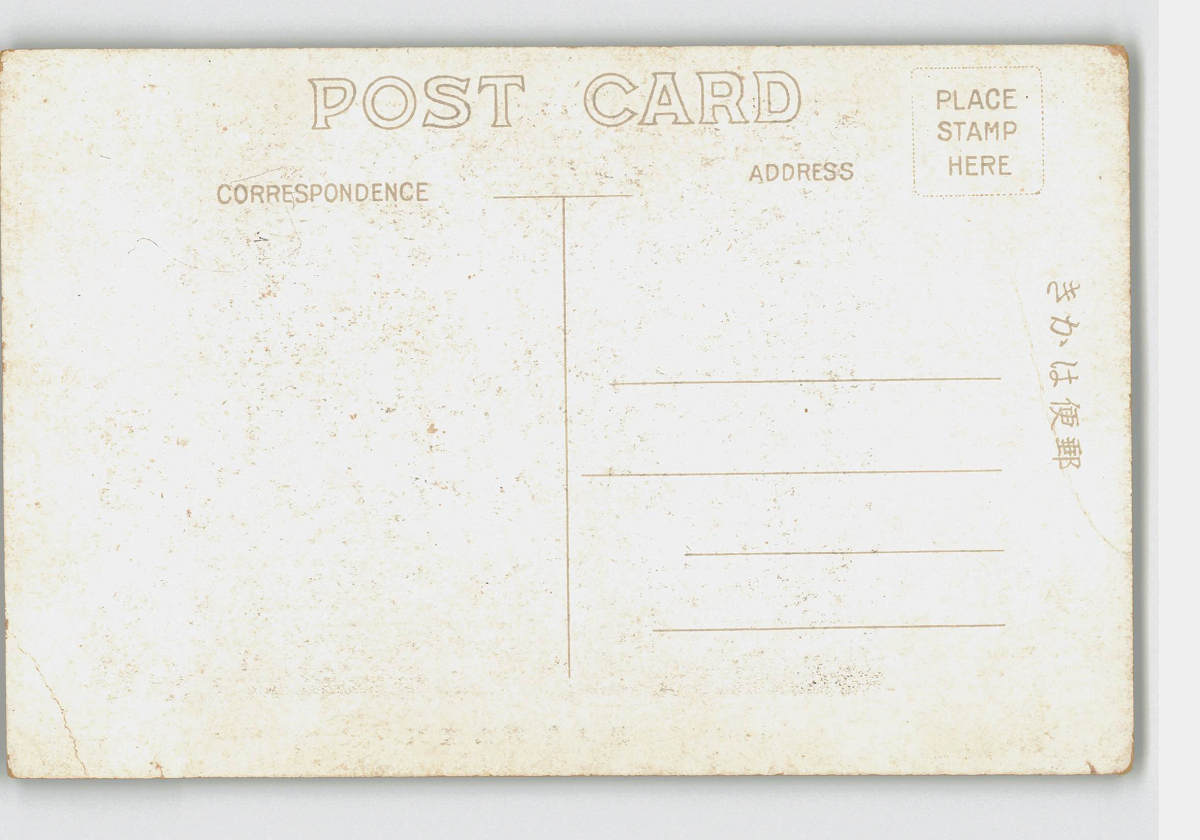 POST CARD
PLACE
STAMP
HERE
CORRESPONDENCE
ADDRESS
郵便はかき